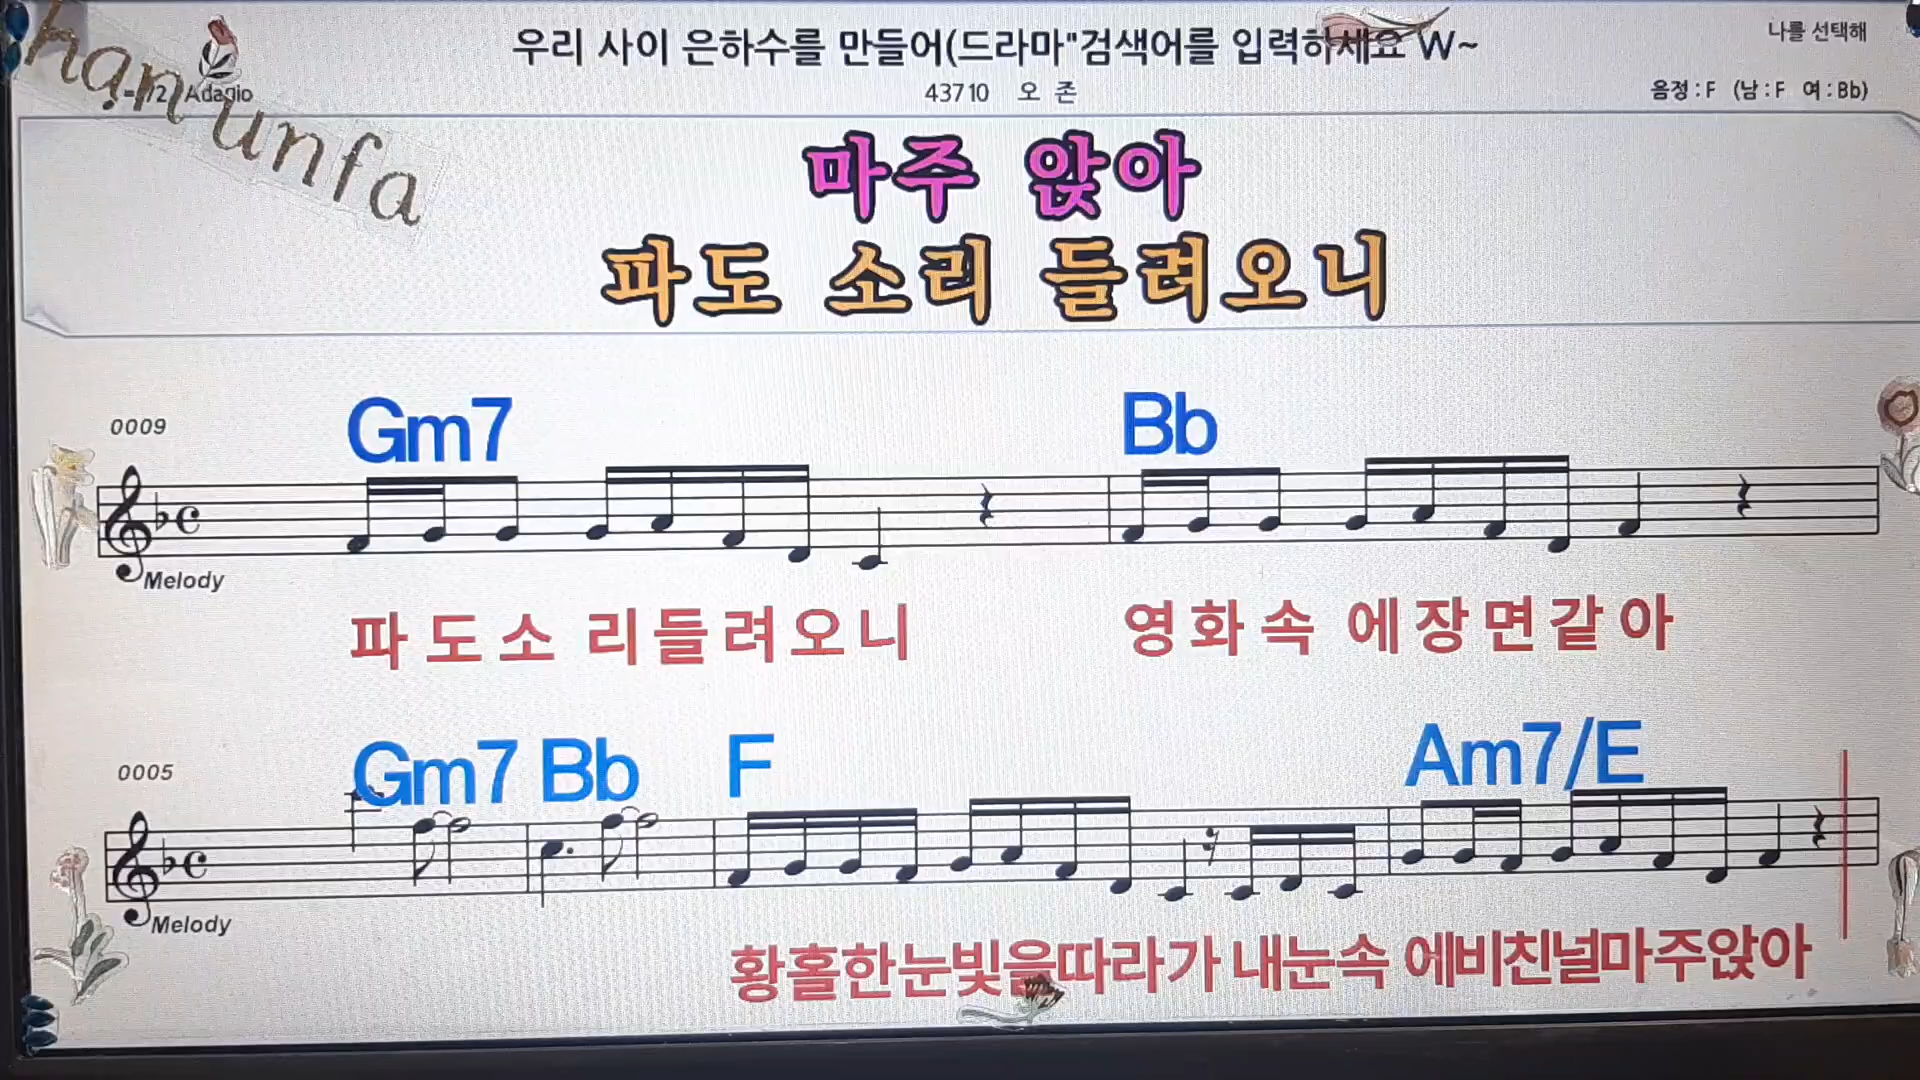 han unfa
우리 사이 은하수를 만들어(드라마"검색어를 입력하세요 W~
나를 선택해
Adagio
43710 오 존
음정 : F (남 : F 여 : Bb)
마주 앉아
파도 소리 들려오니
0009
Gm7 Bb
Melody
파도소 리들려오니 영화속 에장면같아
0005
Gm7 Bb F Am7/E
Melody
황홀한눈빛을따라가 내눈속 에비친널마주앉아